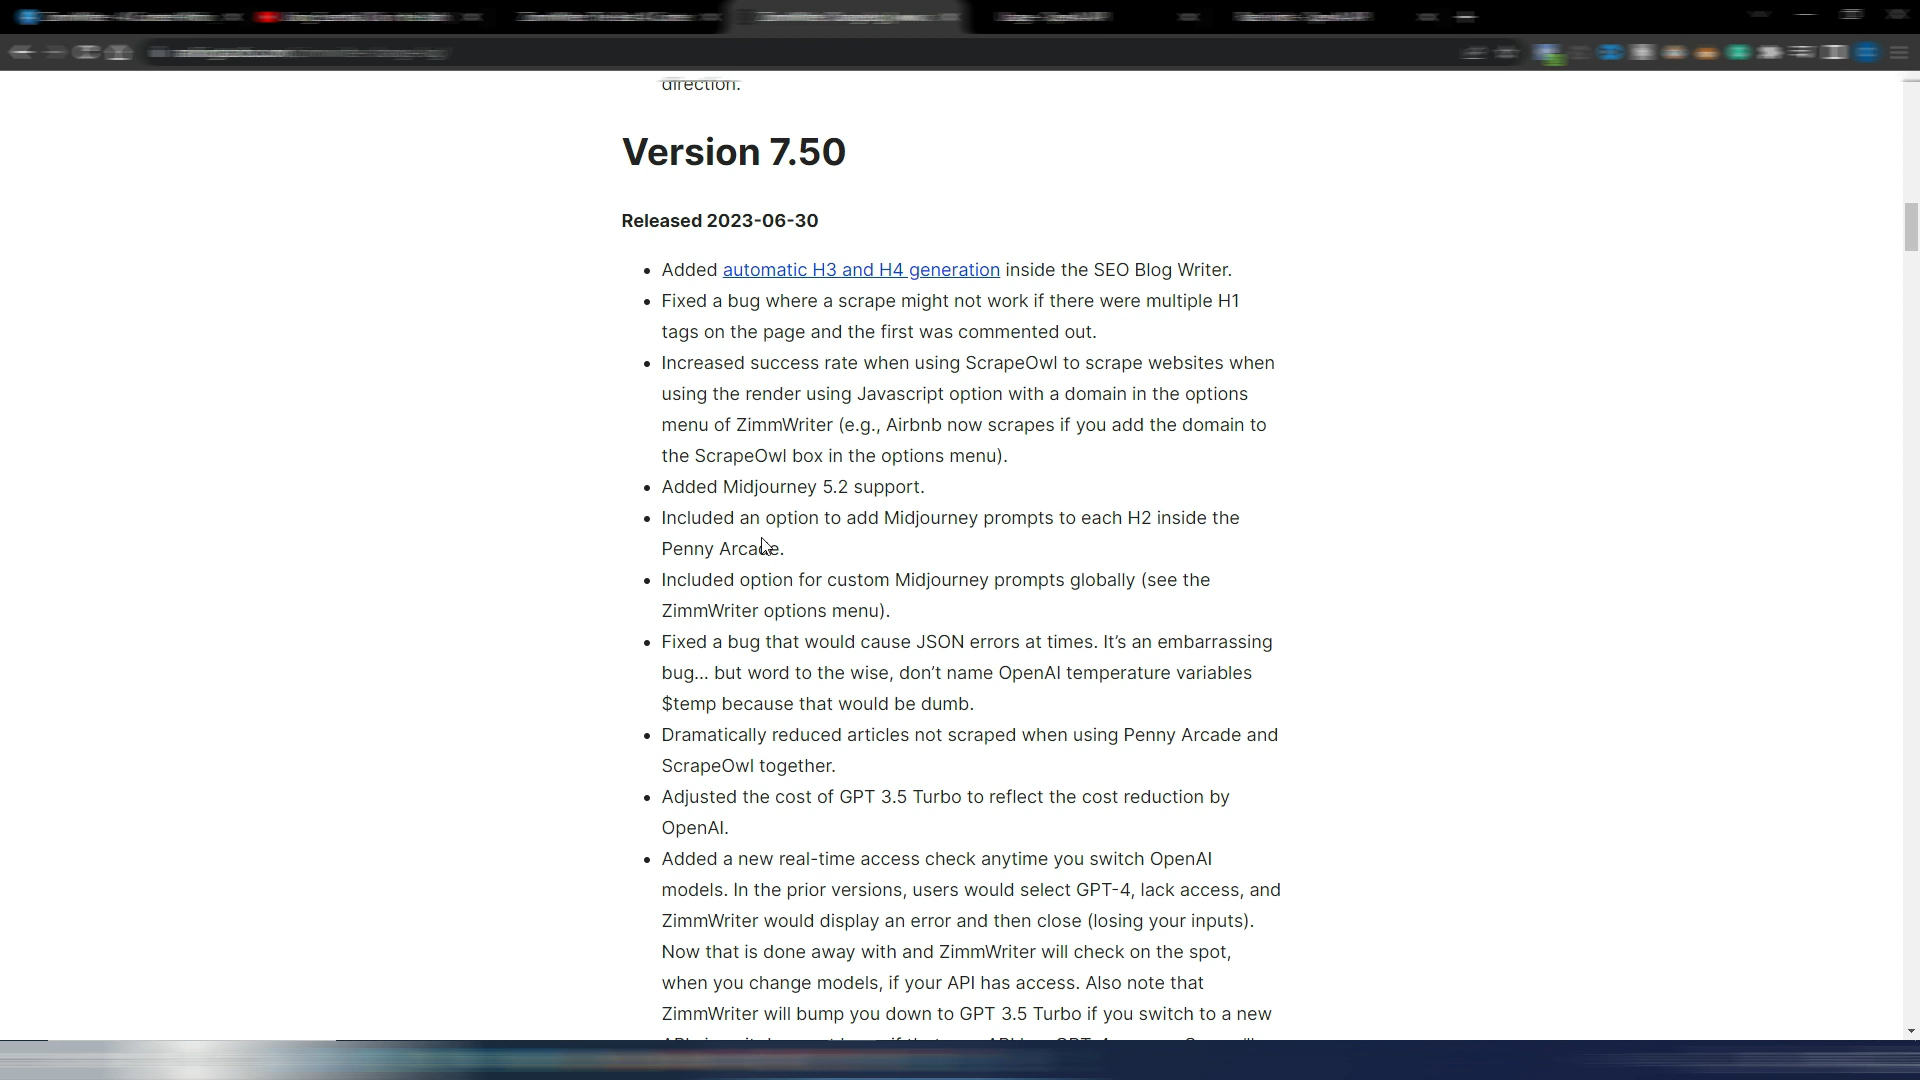 direction.
Version 7.50
Released 2023-06-30
• Added automatic H3 and H4 generation inside the SEO Blog Writer.
• Fixed a bug where a scrape might not work if there were multiple H1
tags on the page and the first was commented out.
• Increased success rate when using ScrapeOwl to scrape websites when
using the render using Javascript option with a domain in the options
menu of ZimmWriter (e.g., Airbnb now scrapes if you add the domain to
the ScrapeOwl box in the options menu).
• Added Midjourney 5.2 support.
• Included an option to add Midjourney prompts to each H2 inside the
Penny Arcade.
• Included option for custom Midjourney prompts globally (see the
ZimmWriter options menu).
• Fixed a bug that would cause JSON errors at times. It’s an embarrassing
bug… but word to the wise, don’t name OpenAI temperature variables
$temp because that would be dumb.
• Dramatically reduced articles not scraped when using Penny Arcade and
ScrapeOwl together.
• Adjusted the cost of GPT 3.5 Turbo to reflect the cost reduction by
OpenAI.
• Added a new real-time access check anytime you switch OpenAI
models. In the prior versions, users would select GPT-4, lack access, and
ZimmWriter would display an error and then close (losing your inputs).
Now that is done away with and ZimmWriter will check on the spot,
when you change models, if your API has access. Also note that
ZimmWriter will bump you down to GPT 3.5 Turbo if you switch to a new